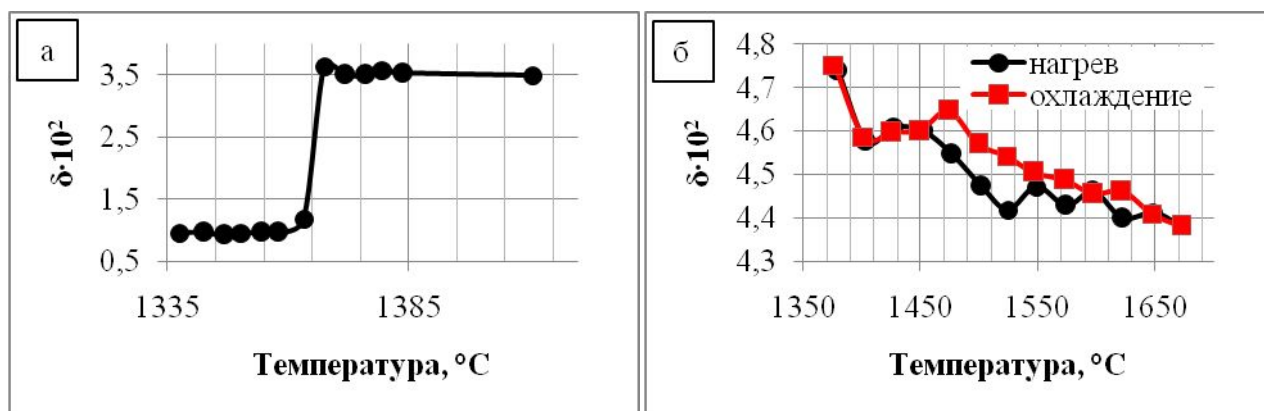 а
3,5
2,5
1,5
0,5
δ·10²
1335
1385
Температура, °C
б
4,8
4,7
4,6
4,5
4,4
4,3
δ·10²
нагрев
охлаждение
1350
1450
1550
1650
Температура, °C